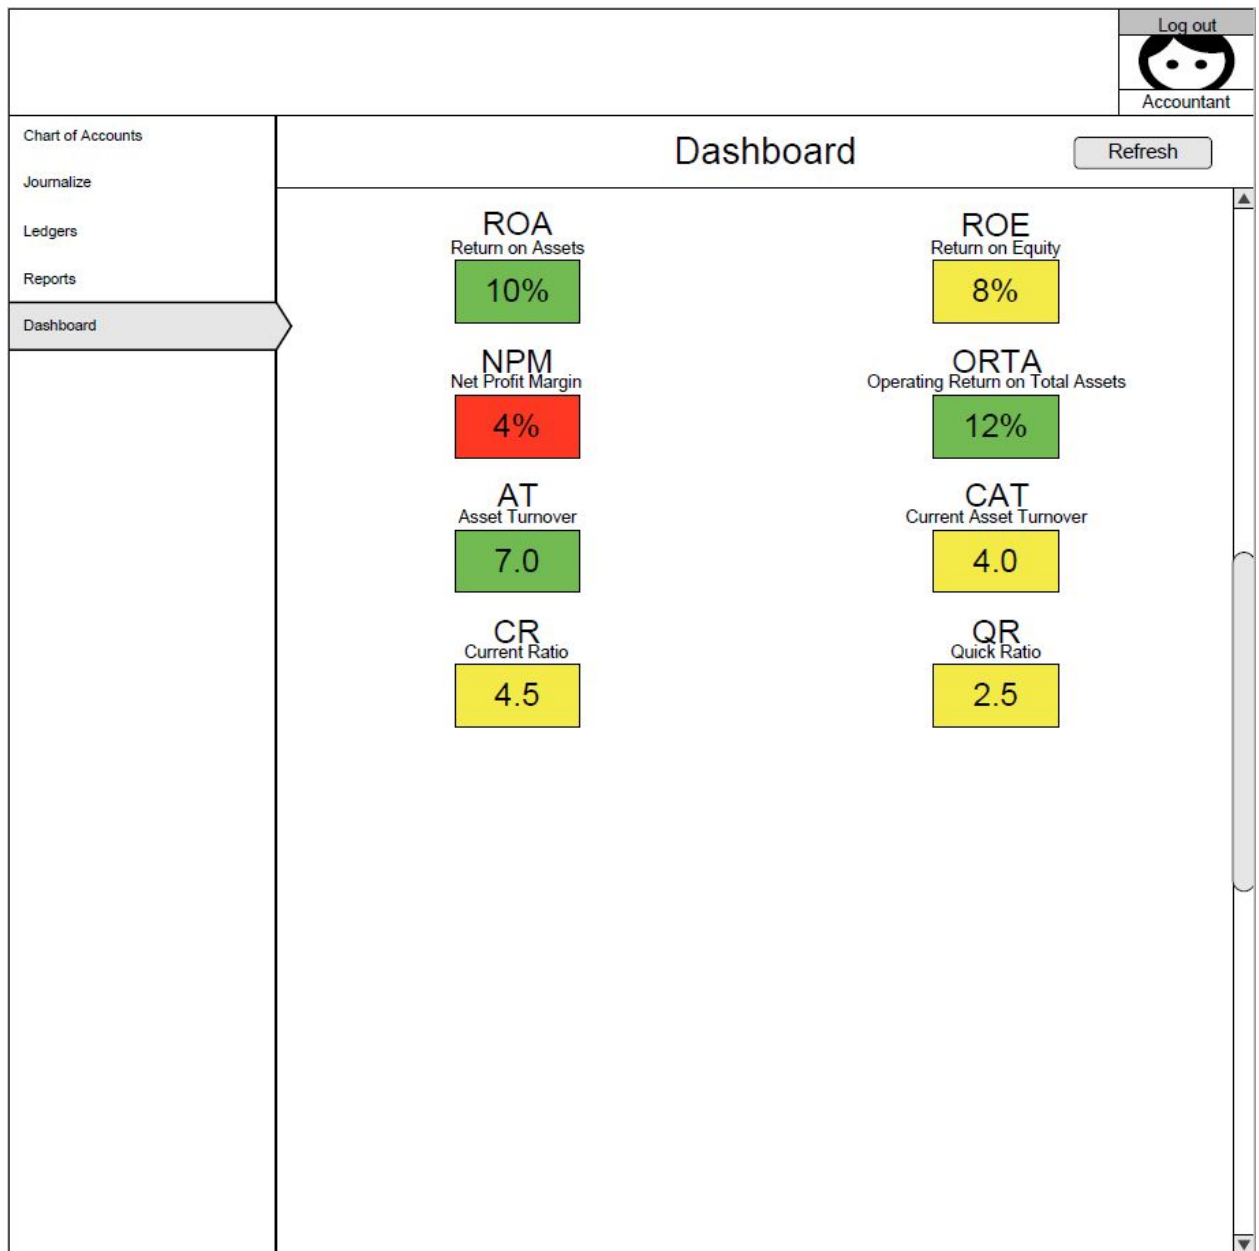 Log out
Accountant
Chart of Accounts
Journalize
Ledgers
Reports
Dashboard
Dashboard
Refresh
ROA
Return on Assets
10%
ROE
Return on Equity
8%
NPM
Net Profit Margin
4%
ORTA
Operating Return on Total Assets
12%
AT
Asset Turnover
7.0
CAT
Current Asset Turnover
4.0
CR
Current Ratio
4.5
QR
Quick Ratio
2.5